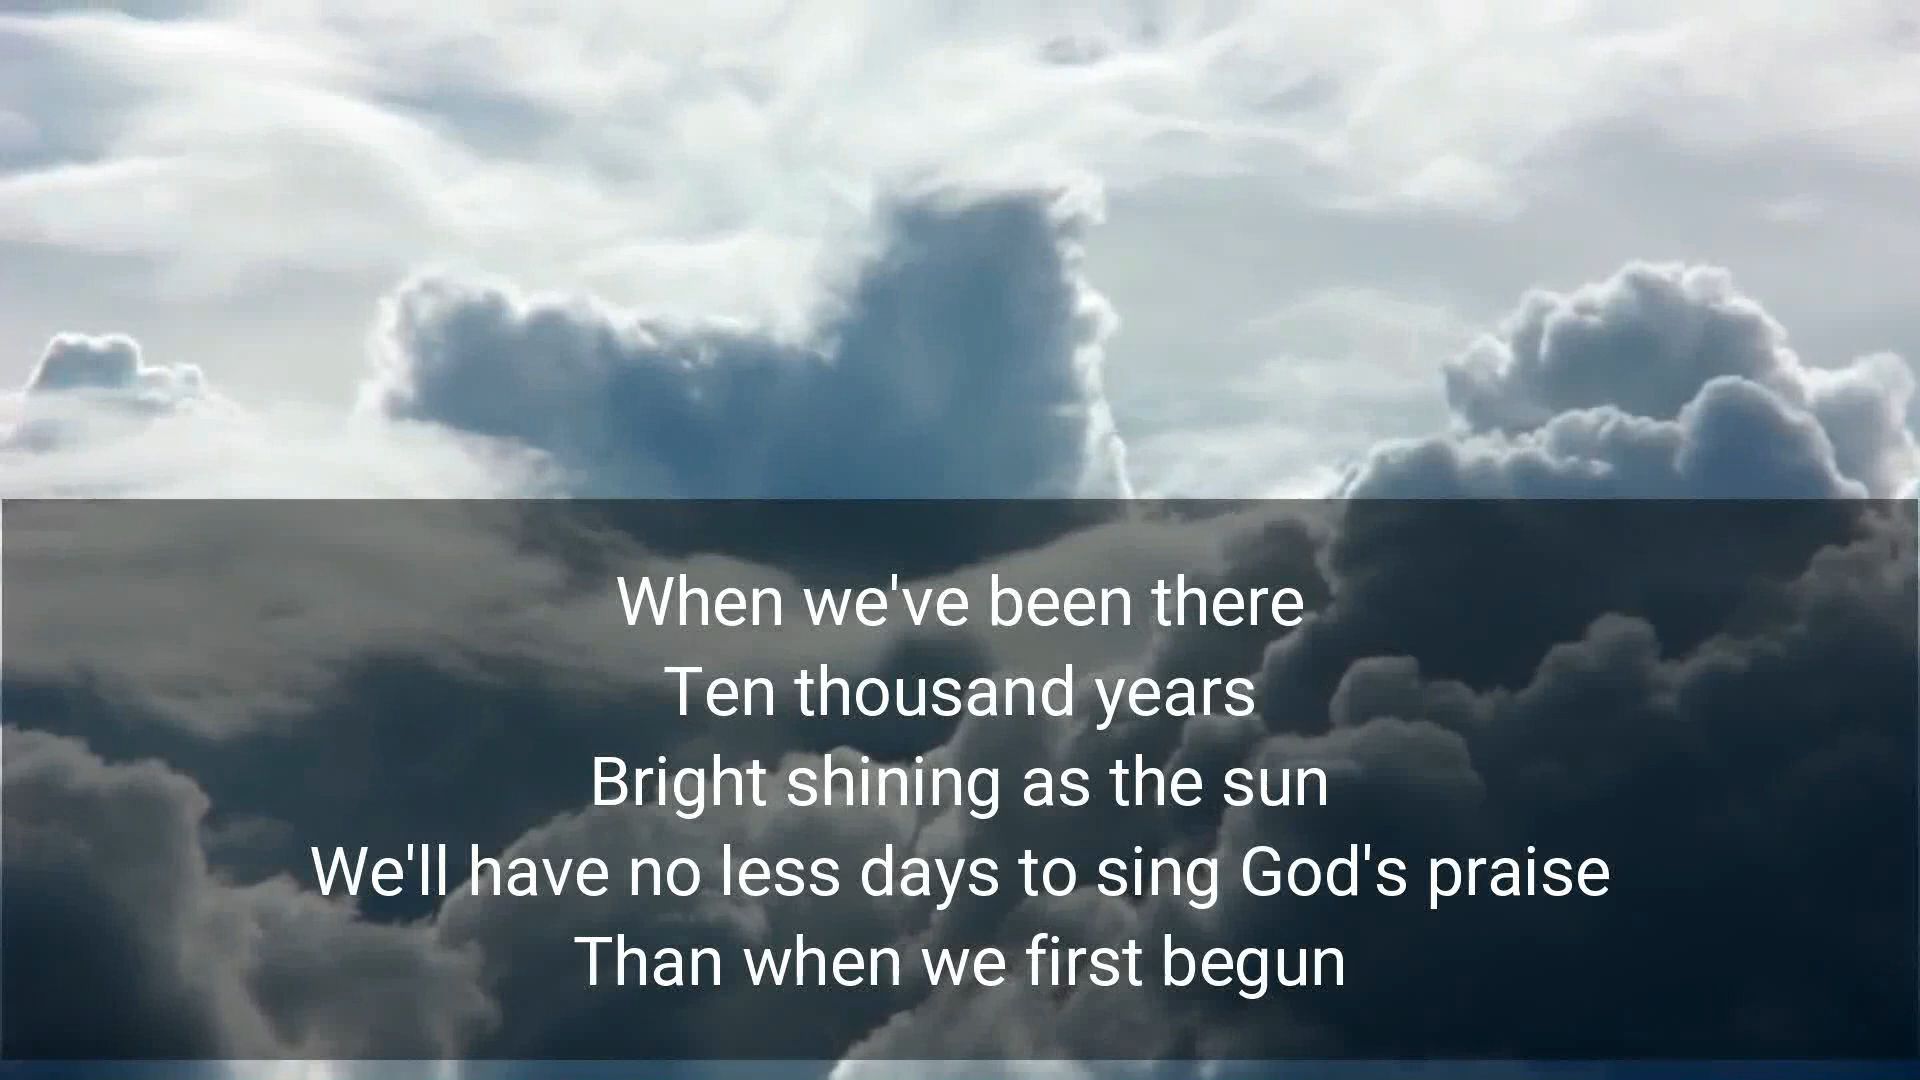 When we've been there
Ten thousand years
Bright shining as the sun
We'll have no less days to sing God's praise
Than when we first begun